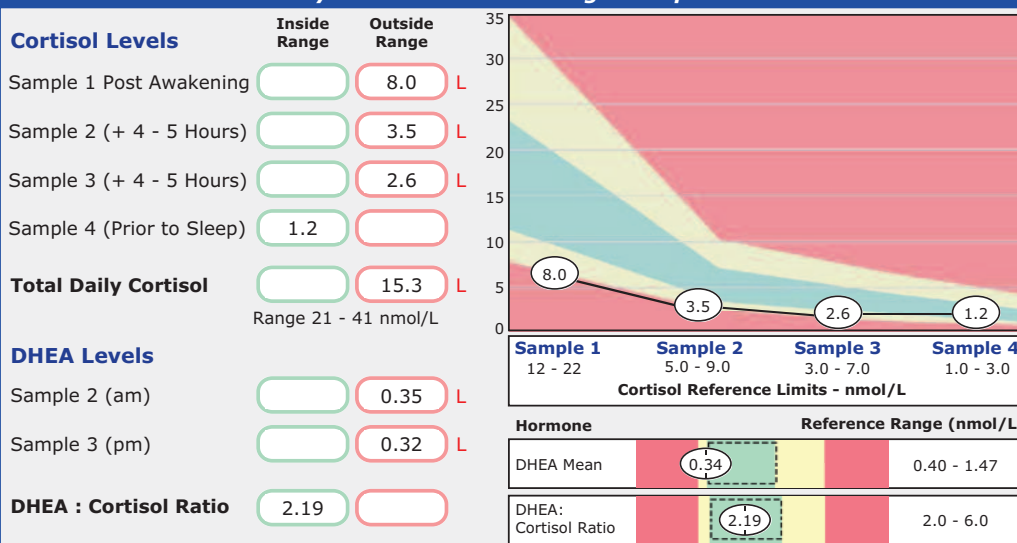 Cortisol Levels
Inside Range
Outside Range
Sample 1 Post Awakening 8.0 L
Sample 2 (+ 4 - 5 Hours) 3.5 L
Sample 3 (+ 4 - 5 Hours) 2.6 L
Sample 4 (Prior to Sleep) 1.2
Total Daily Cortisol 15.3 L
Range 21 - 41 nmol/L
DHEA Levels
Sample 2 (am) 0.35 L
Sample 3 (pm) 0.32 L
DHEA : Cortisol Ratio 2.19
35
30
25
20
15
10
5
0
8.0
3.5
2.6
1.2
Sample 1 Sample 2 Sample 3 Sample 4
12 - 22 5.0 - 9.0 3.0 - 7.0 1.0 - 3.0
Cortisol Reference Limits - nmol/L
Hormone Reference Range (nmol/L
DHEA Mean 0.34 0.40 - 1.47
DHEA:
Cortisol Ratio 2.19 2.0 - 6.0